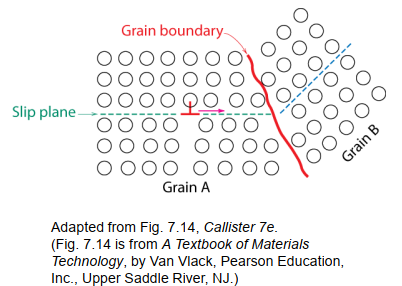 Grain boundary
Slip plane
Grain B
Grain A
Adapted from Fig. 7.14, Callister 7e.
(Fig. 7.14 is from A Textbook of Materials
Technology, by Van Vlack, Pearson Education,
Inc., Upper Saddle River, NJ.)